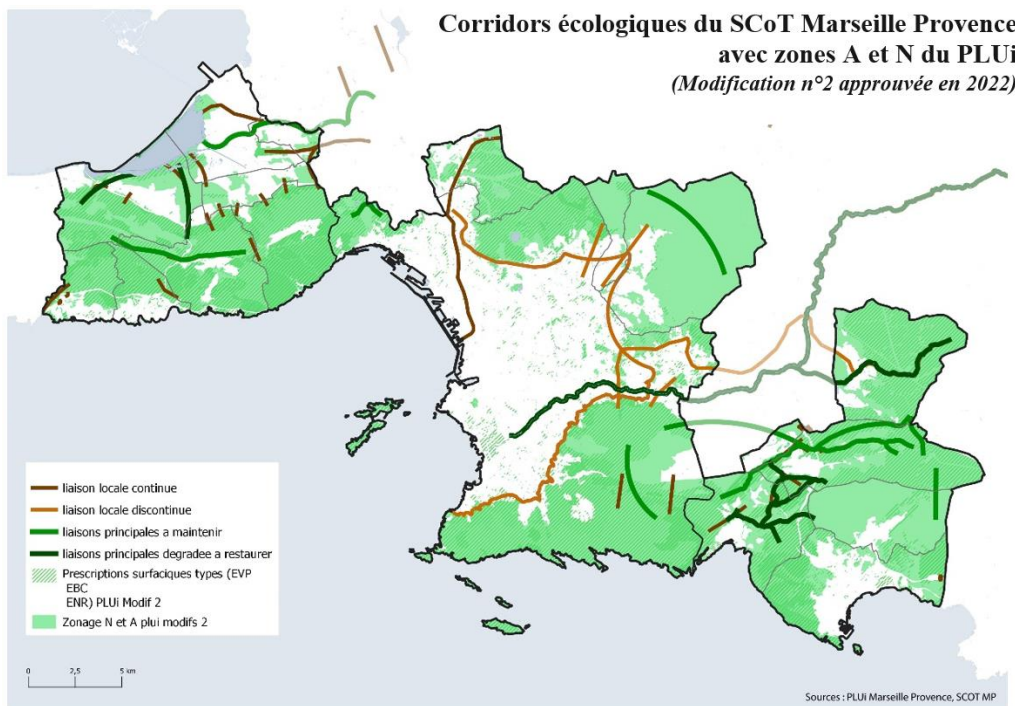 Corridors écologiques du SCoT Marseille Provence
avec zones A et N du PLUi
(Modification n°2 approuvée en 2022)
liaison locale continue
liaison locale discontinue
liaisons principales a maintenir
liaisons principales degradee a restaurer
Prescriptions surfaciques types (EVP
EBC
ENR) PLUi Modif 2
Zonage N et A plui modifs 2
0 2,5 5 km
Sources : PLUi Marseille Provence, SCOT MP